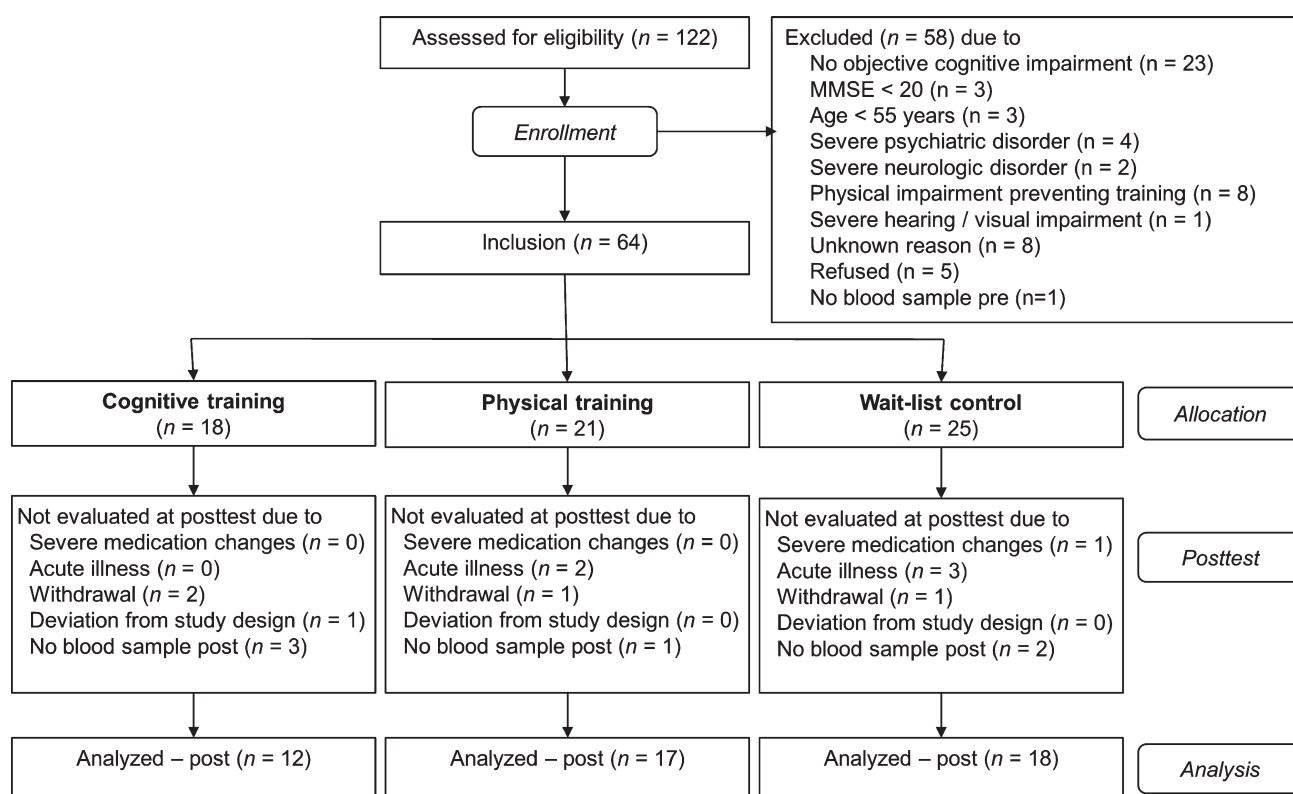 Assessed for eligibility (n = 122)
Excluded (n = 58) due to
No objective cognitive impairment (n = 23)
MMSE < 20 (n = 3)
Age < 55 years (n = 3)
Severe psychiatric disorder (n = 4)
Severe neurologic disorder (n = 2)
Physical impairment preventing training (n = 8)
Severe hearing / visual impairment (n = 1)
Unknown reason (n = 8)
Refused (n = 5)
No blood sample pre (n=1)
Enrollment
Inclusion (n = 64)
Cognitive training
(n = 18)
Physical training
(n = 21)
Wait-list control
(n = 25)
Allocation
Not evaluated at posttest due to
Severe medication changes (n = 0)
Acute illness (n = 0)
Withdrawal (n = 2)
Deviation from study design (n = 1)
No blood sample post (n = 3)
Not evaluated at posttest due to
Severe medication changes (n = 0)
Acute illness (n = 2)
Withdrawal (n = 1)
Deviation from study design (n = 0)
No blood sample post (n = 1)
Not evaluated at posttest due to
Severe medication changes (n = 1)
Acute illness (n = 3)
Withdrawal (n = 1)
Deviation from study design (n = 0)
No blood sample post (n = 2)
Posttest
Analyzed – post (n = 12)
Analyzed – post (n = 17)
Analyzed – post (n = 18)
Analysis